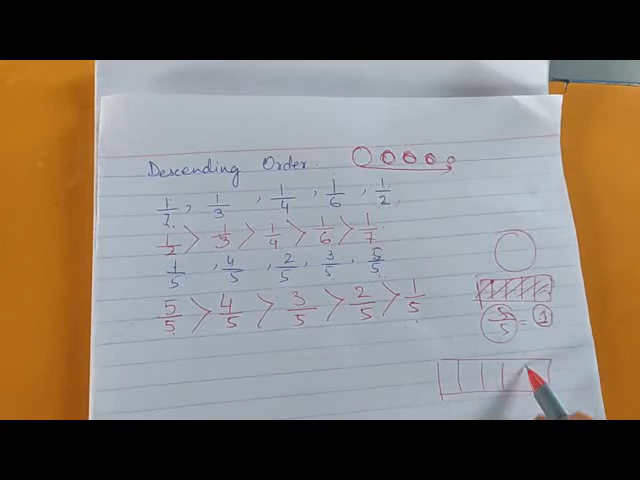 Descending Order.
1/2, 1/3, 1/4, 1/6, 1/2
1/2 > 1/3 > 1/4 > 1/6 > 1/7
1/5, 4/5, 2/5, 3/5, 5/5
5/5 > 4/5 > 3/5 > 2/5 > 1/5
5/5 = 1